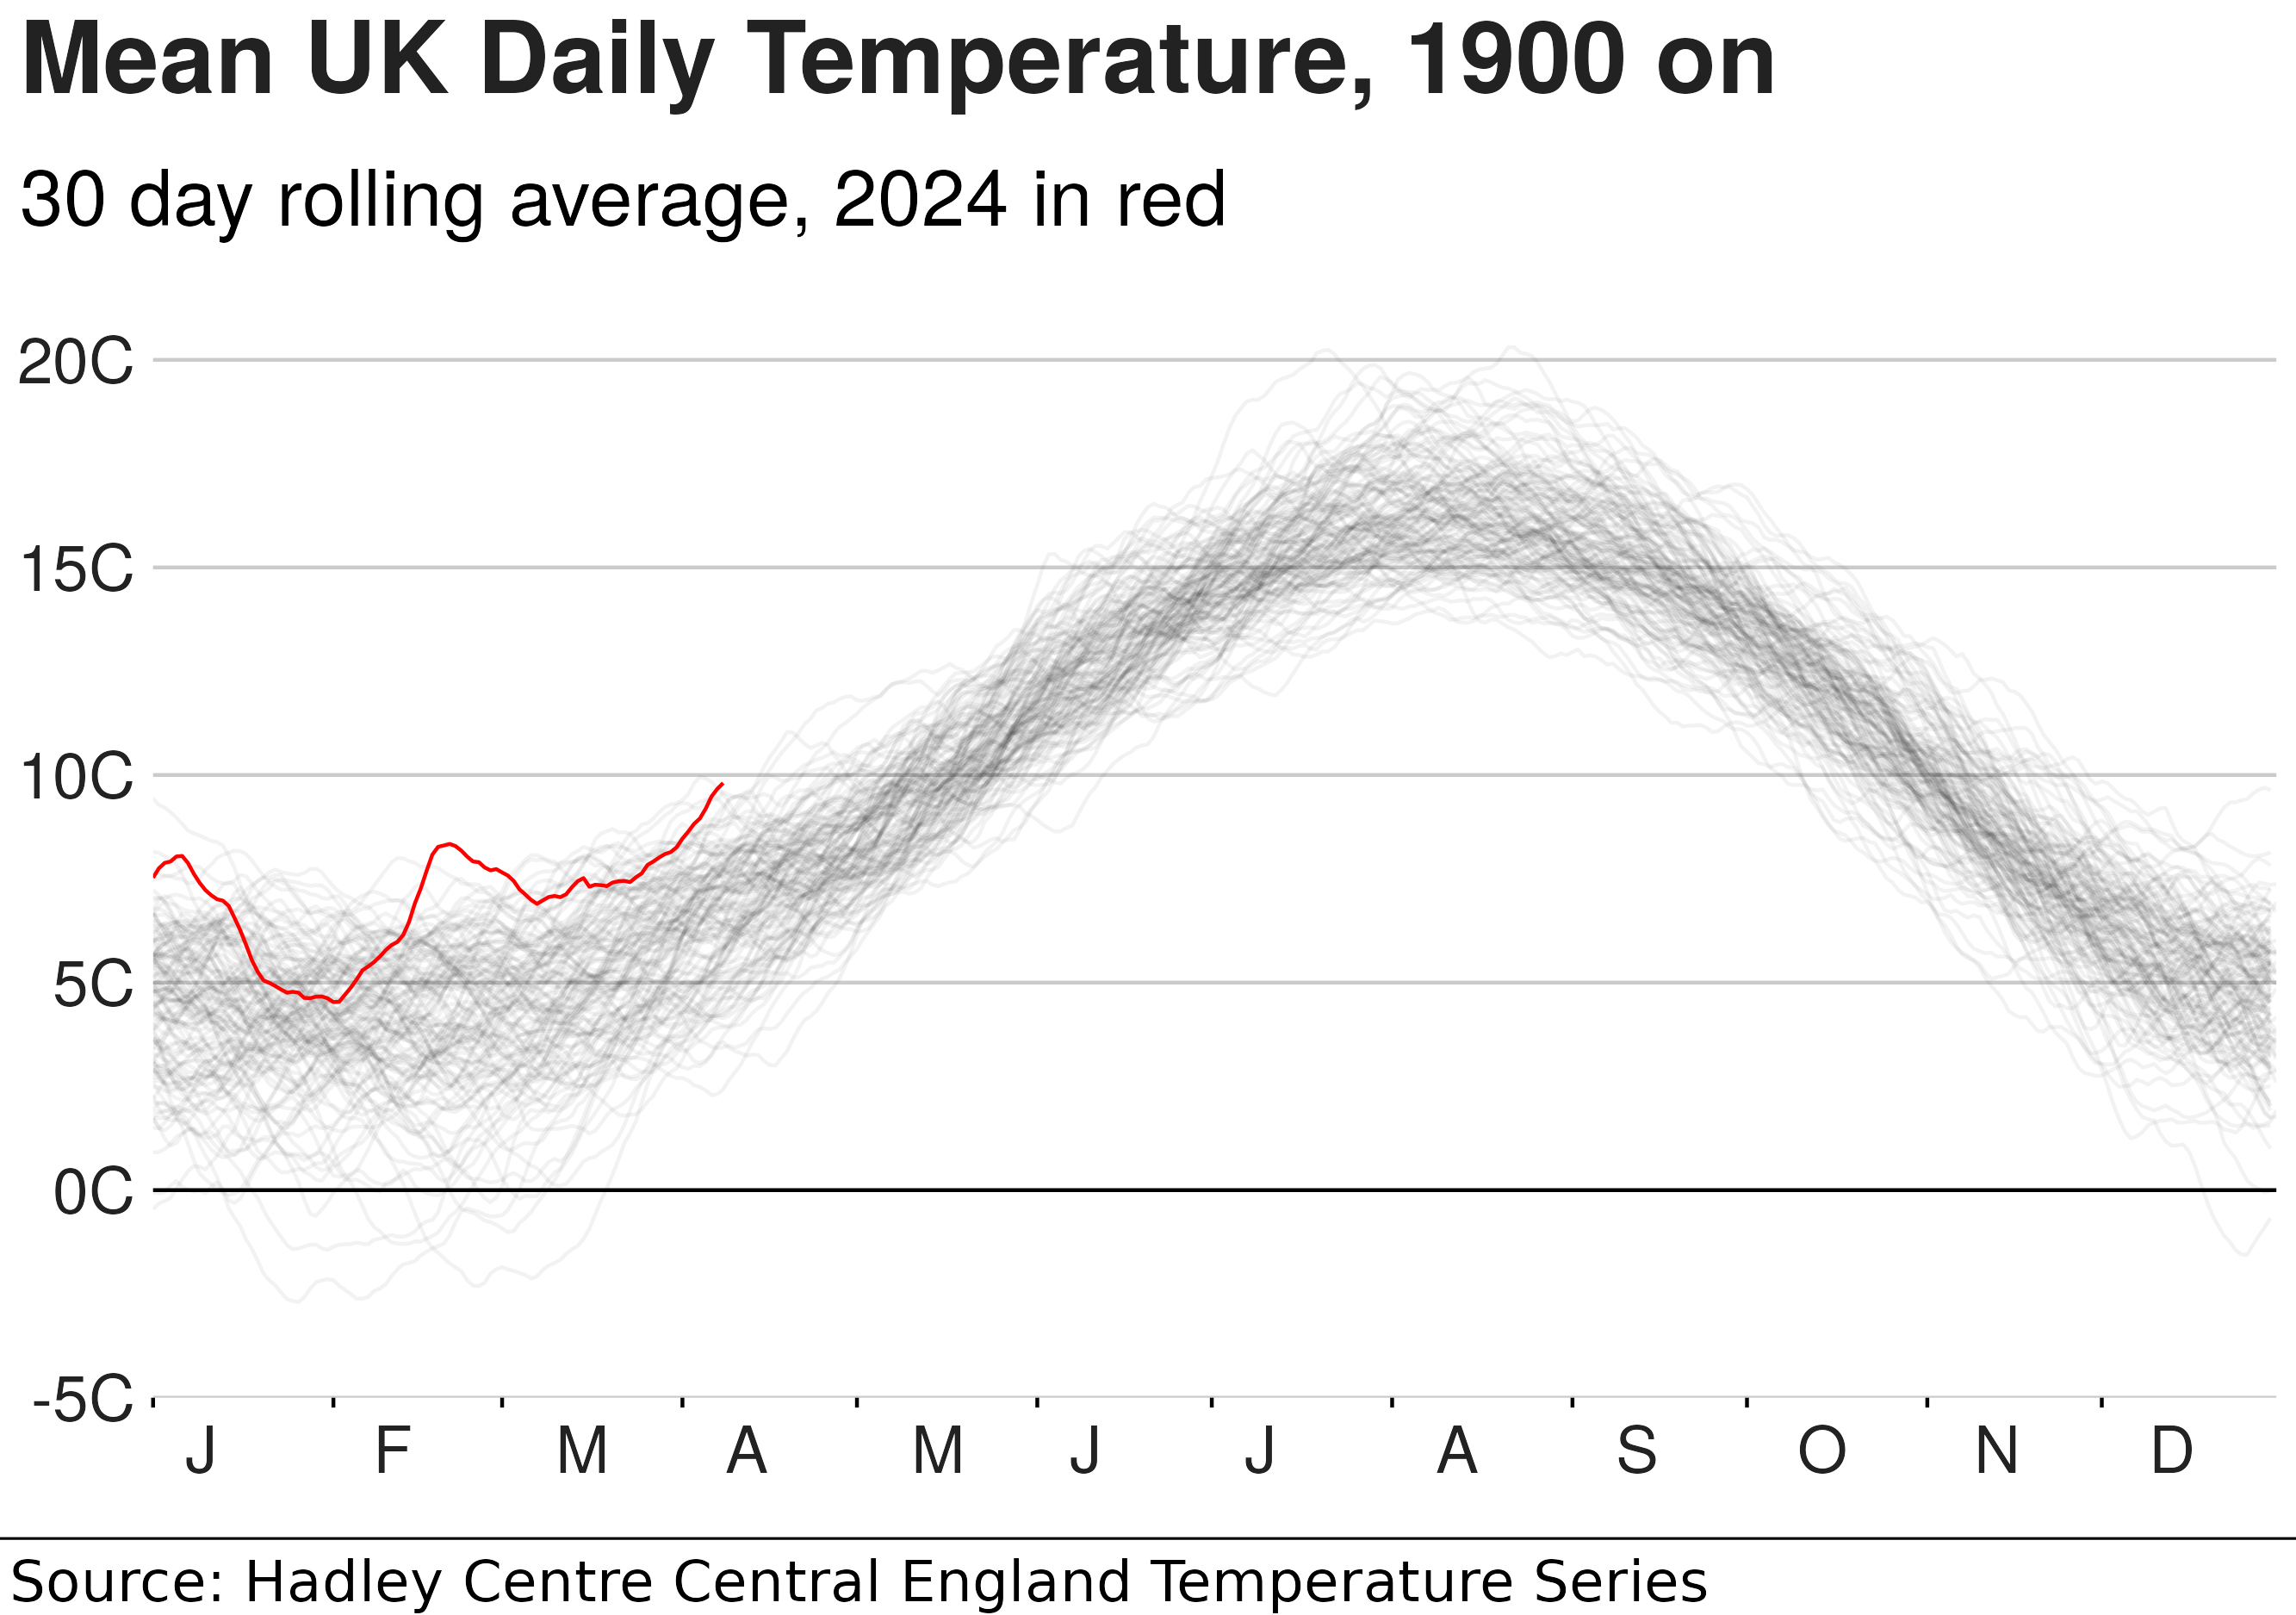 Mean UK Daily Temperature, 1900 on
30 day rolling average, 2024 in red
20C
15C
10C
5C
0C
-5C
J F M A M J J A S O N D
Source: Hadley Centre Central England Temperature Series